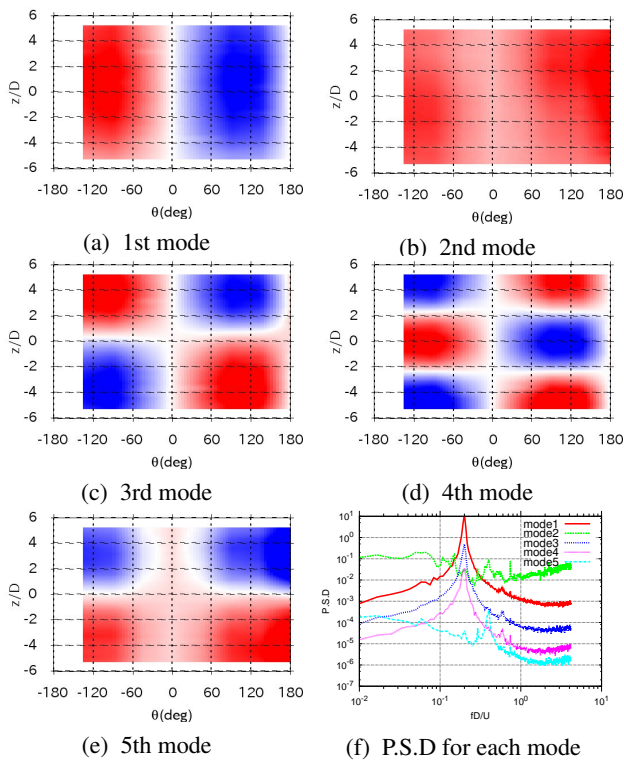 z/D
6
4
2
0
-2
-4
-6
-180 -120 -60 0 60 120 180
θ(deg)
(a) 1st mode
z/D
6
4
2
0
-2
-4
-6
-180 -120 -60 0 60 120 180
θ(deg)
(b) 2nd mode
z/D
6
4
2
0
-2
-4
-6
-180 -120 -60 0 60 120 180
θ(deg)
(c) 3rd mode
z/D
6
4
2
0
-2
-4
-6
-180 -120 -60 0 60 120 180
θ(deg)
(d) 4th mode
z/D
6
4
2
0
-2
-4
-6
-180 -120 -60 0 60 120 180
θ(deg)
(e) 5th mode
P.S.D
10^1
10^0
10^-1
10^-2
10^-3
10^-4
10^-5
10^-6
10^-7
mode1
mode2
mode3
mode4
mode5
10^-2 10^-1 10^0 10^1
fD/U
(f) P.S.D for each mode